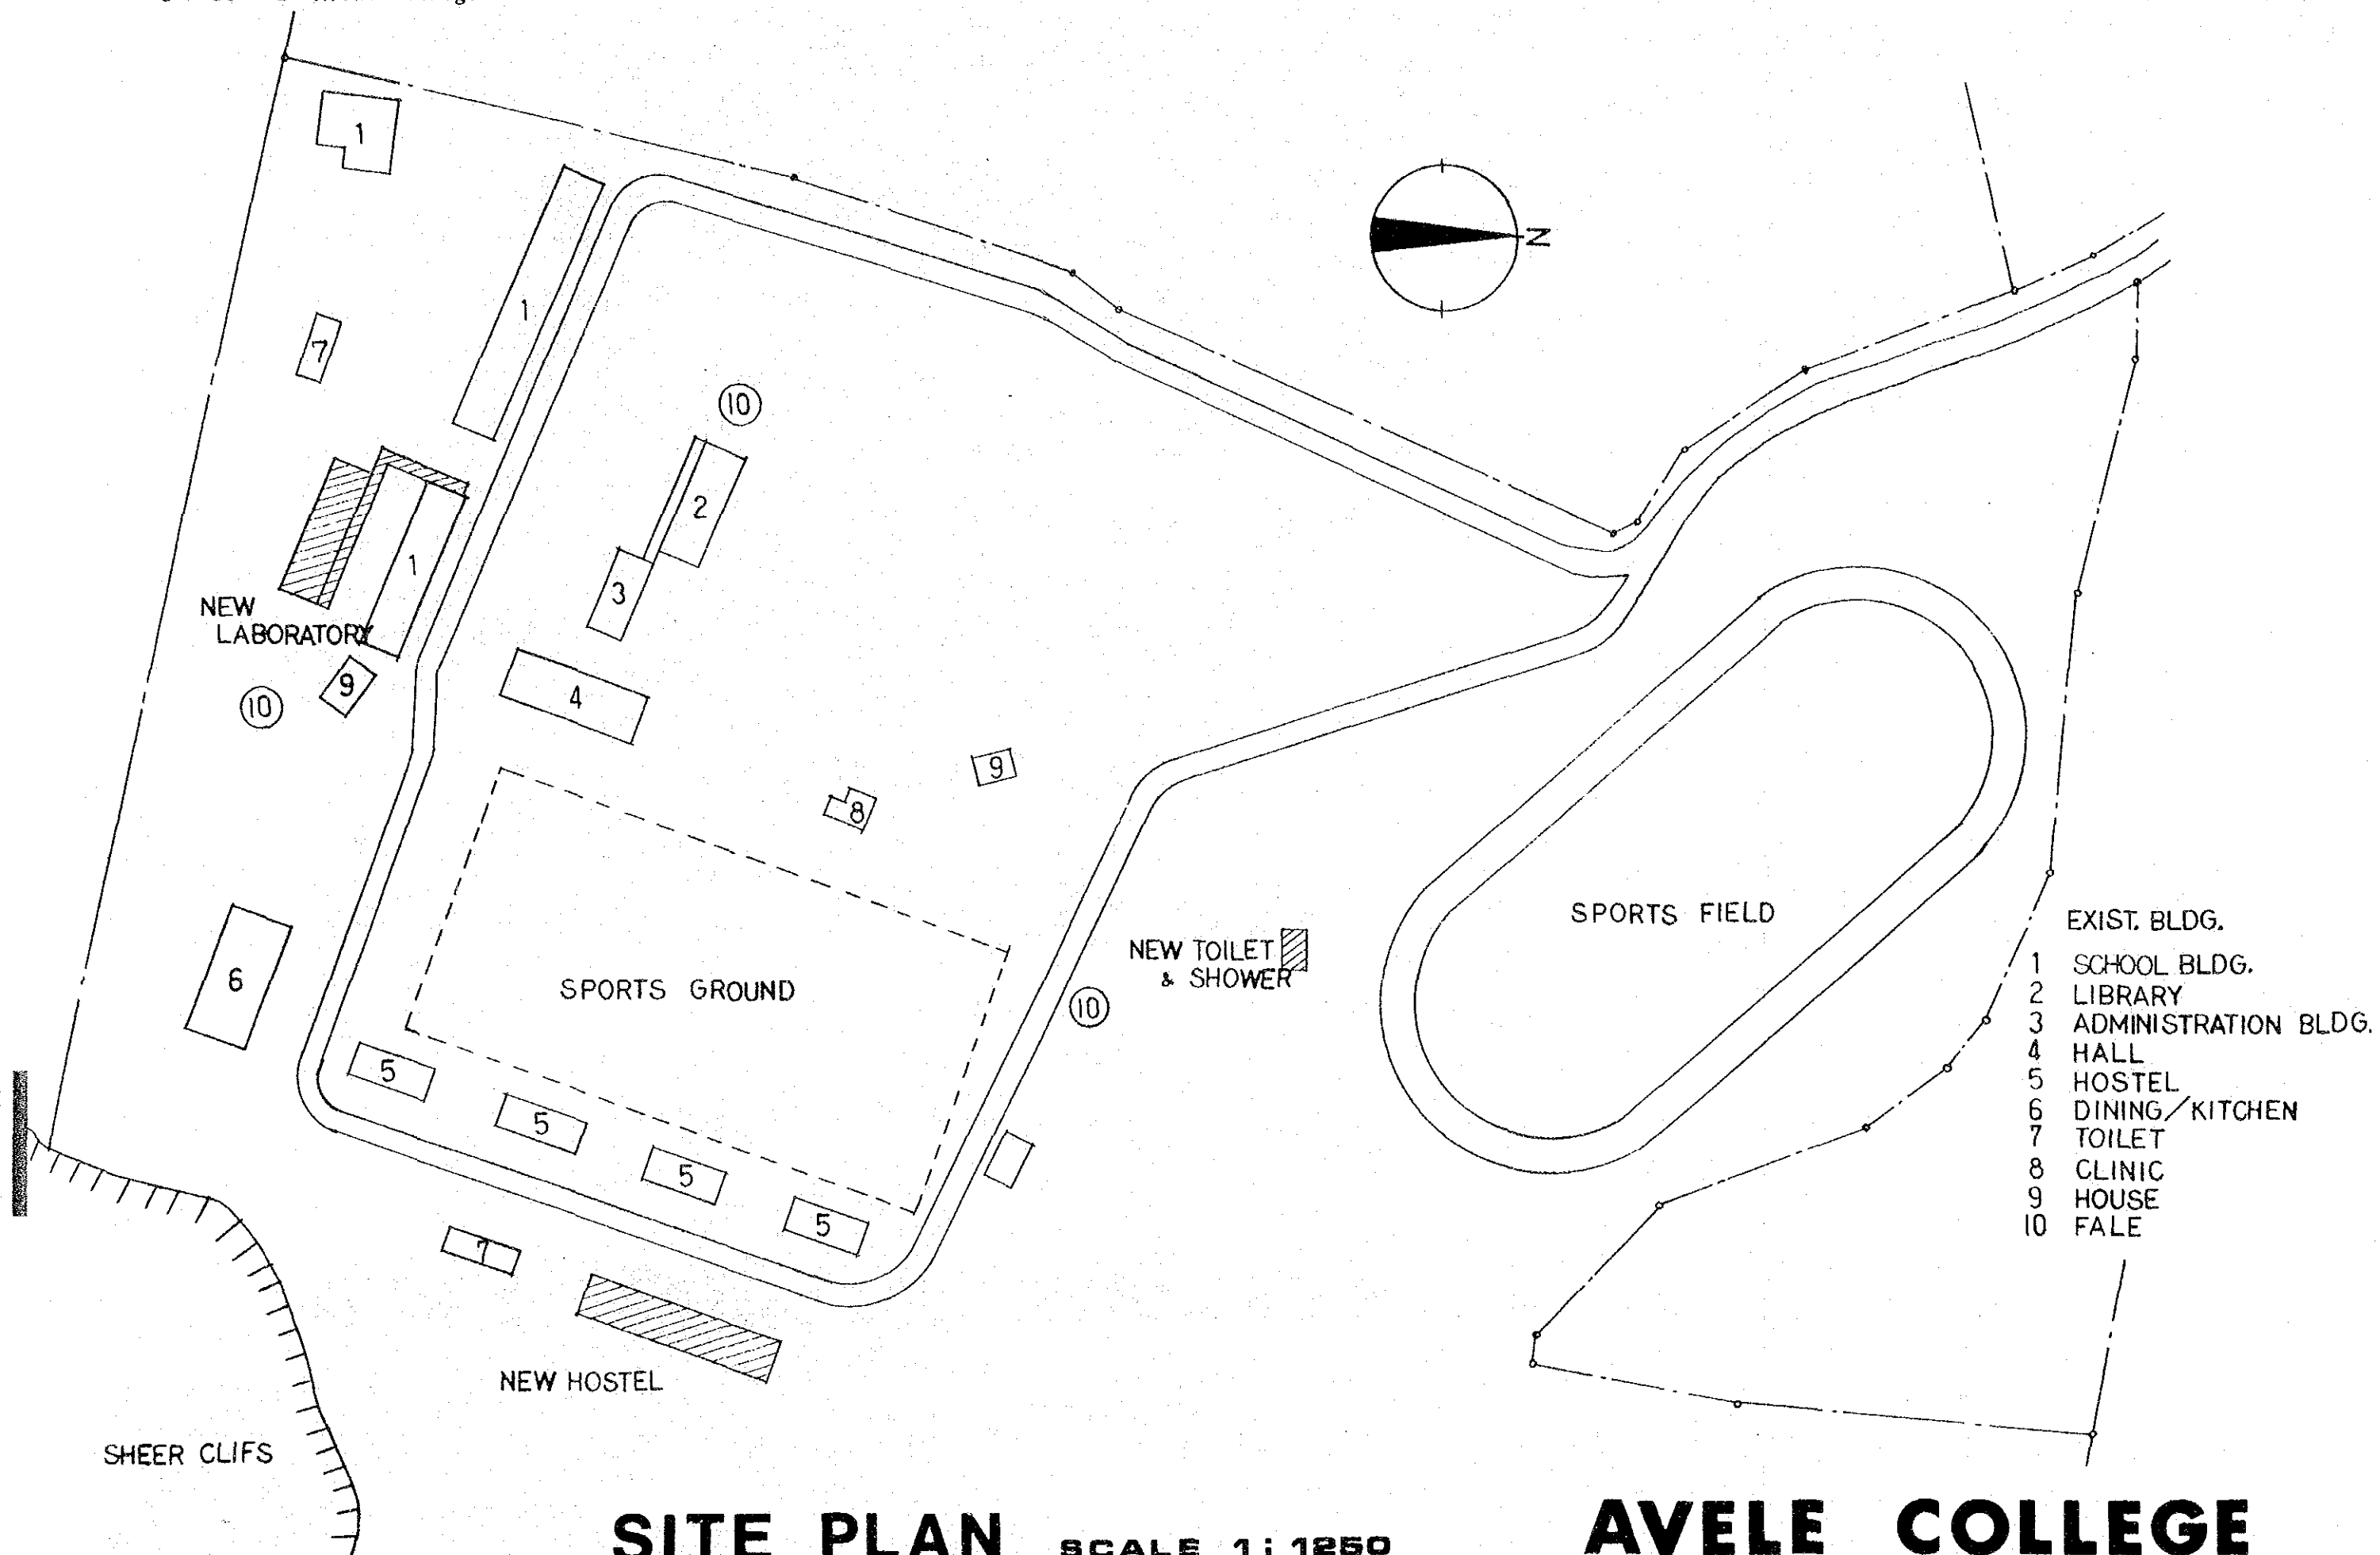 1
1
10
N
7
2
1
3
NEW
LABORATORY
9
10
4
9
8
SPORTS FIELD
NEW TOILET
& SHOWER
6
SPORTS GROUND
10
5
5
5
5
7
NEW HOSTEL
SHEER CLIFS
EXIST. BLDG.
1 SCHOOL BLDG.
2 LIBRARY
3 ADMINISTRATION BLDG.
4 HALL
5 HOSTEL
6 DINING/KITCHEN
7 TOILET
8 CLINIC
9 HOUSE
10 FALE
SITE PLAN SCALE 1:1250
AVELE COLLEGE